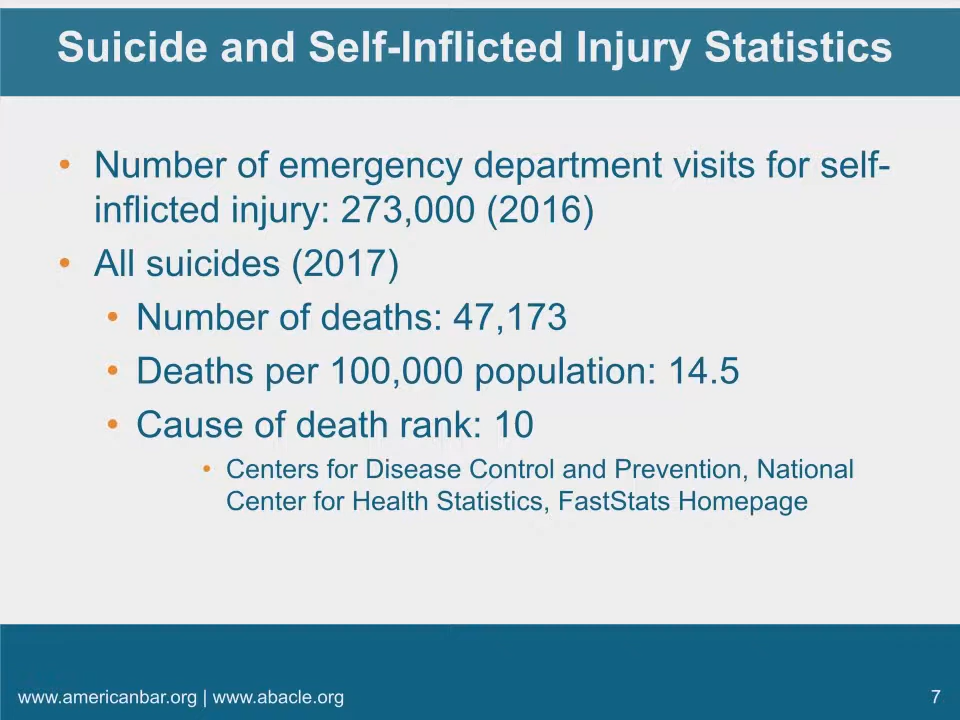 Suicide and Self-Inflicted Injury Statistics
• Number of emergency department visits for self-
inflicted injury: 273,000 (2016)
• All suicides (2017)
• Number of deaths: 47,173
• Deaths per 100,000 population: 14.5
• Cause of death rank: 10
• Centers for Disease Control and Prevention, National
Center for Health Statistics, FastStats Homepage
www.americanbar.org | www.abacle.org
7